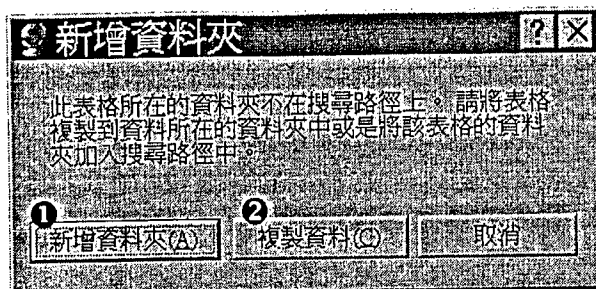 新增資料夾
此表格所在的資料夾不在搜尋路徑上。請將表格
複製到資料所在的資料夾中或是將該表格的資料
夾加入搜尋路徑中。
❶ ❷
新增資料夾(A) 複製資料(C) 取消